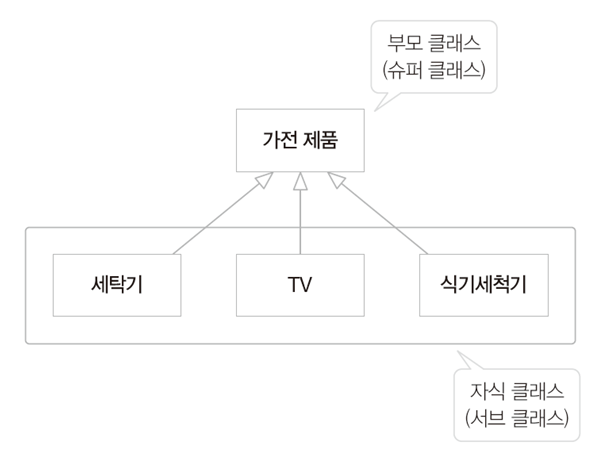 부모 클래스
(슈퍼 클래스)
가전 제품
세탁기
TV
식기세척기
자식 클래스
(서브 클래스)